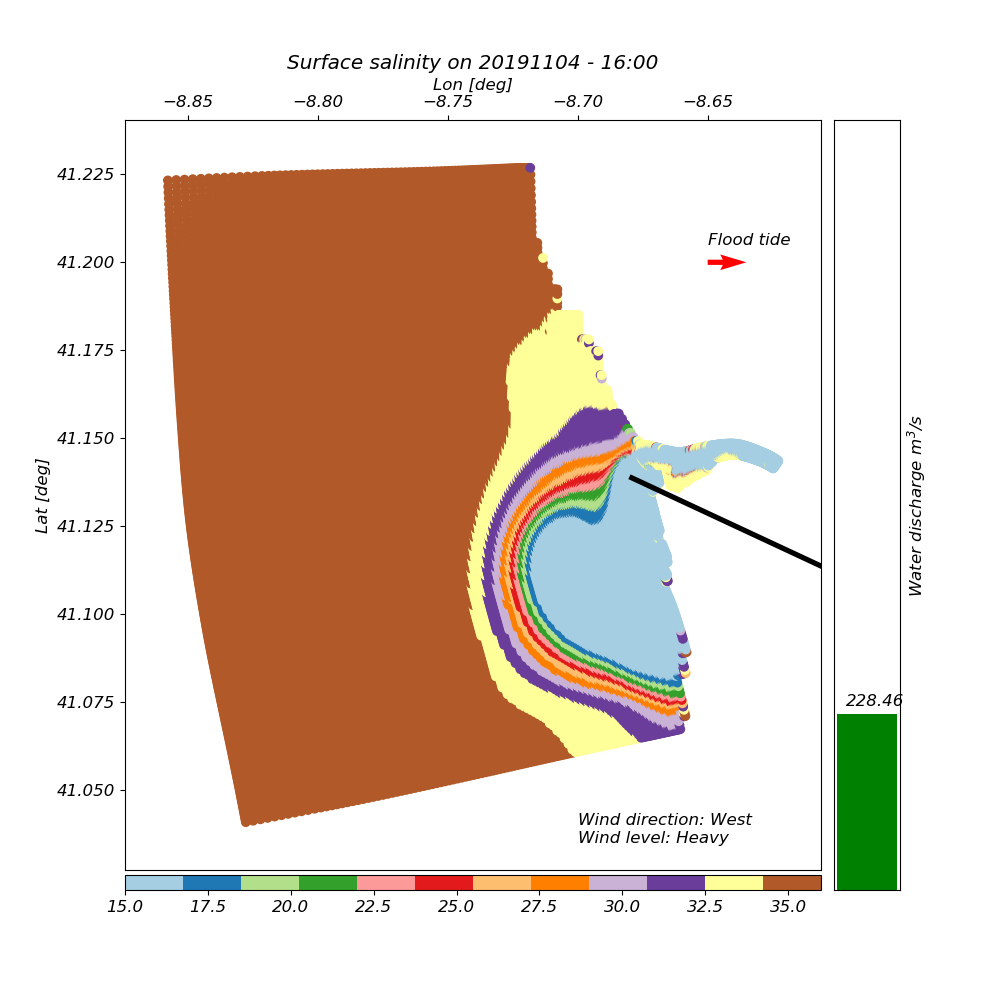 Surface salinity on 20191104 - 16:00
Lon [deg]
−8.85 −8.80 −8.75 −8.70 −8.65
41.225
41.200
41.175
41.150
41.125
41.100
41.075
41.050
Lat [deg]
Flood tide
Wind direction: West
Wind level: Heavy
15.0 17.5 20.0 22.5 25.0 27.5 30.0 32.5 35.0
Water discharge m³/s
228.46